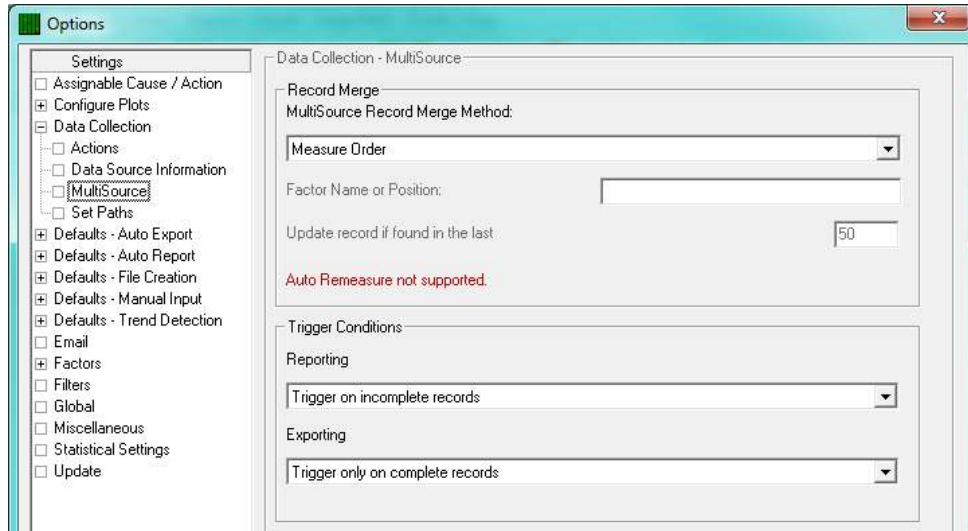 Options
Settings
Assignable Cause / Action
Configure Plots
Data Collection
Actions
Data Source Information
MultiSource
Set Paths
Defaults - Auto Export
Defaults - Auto Report
Defaults - File Creation
Defaults - Manual Input
Defaults - Trend Detection
Email
Factors
Filters
Global
Miscellaneous
Statistical Settings
Update
Data Collection - MultiSource
Record Merge
MultiSource Record Merge Method:
Measure Order
Factor Name or Position:
Update record if found in the last 50
Auto Remeasure not supported.
Trigger Conditions
Reporting
Trigger on incomplete records
Exporting
Trigger only on complete records